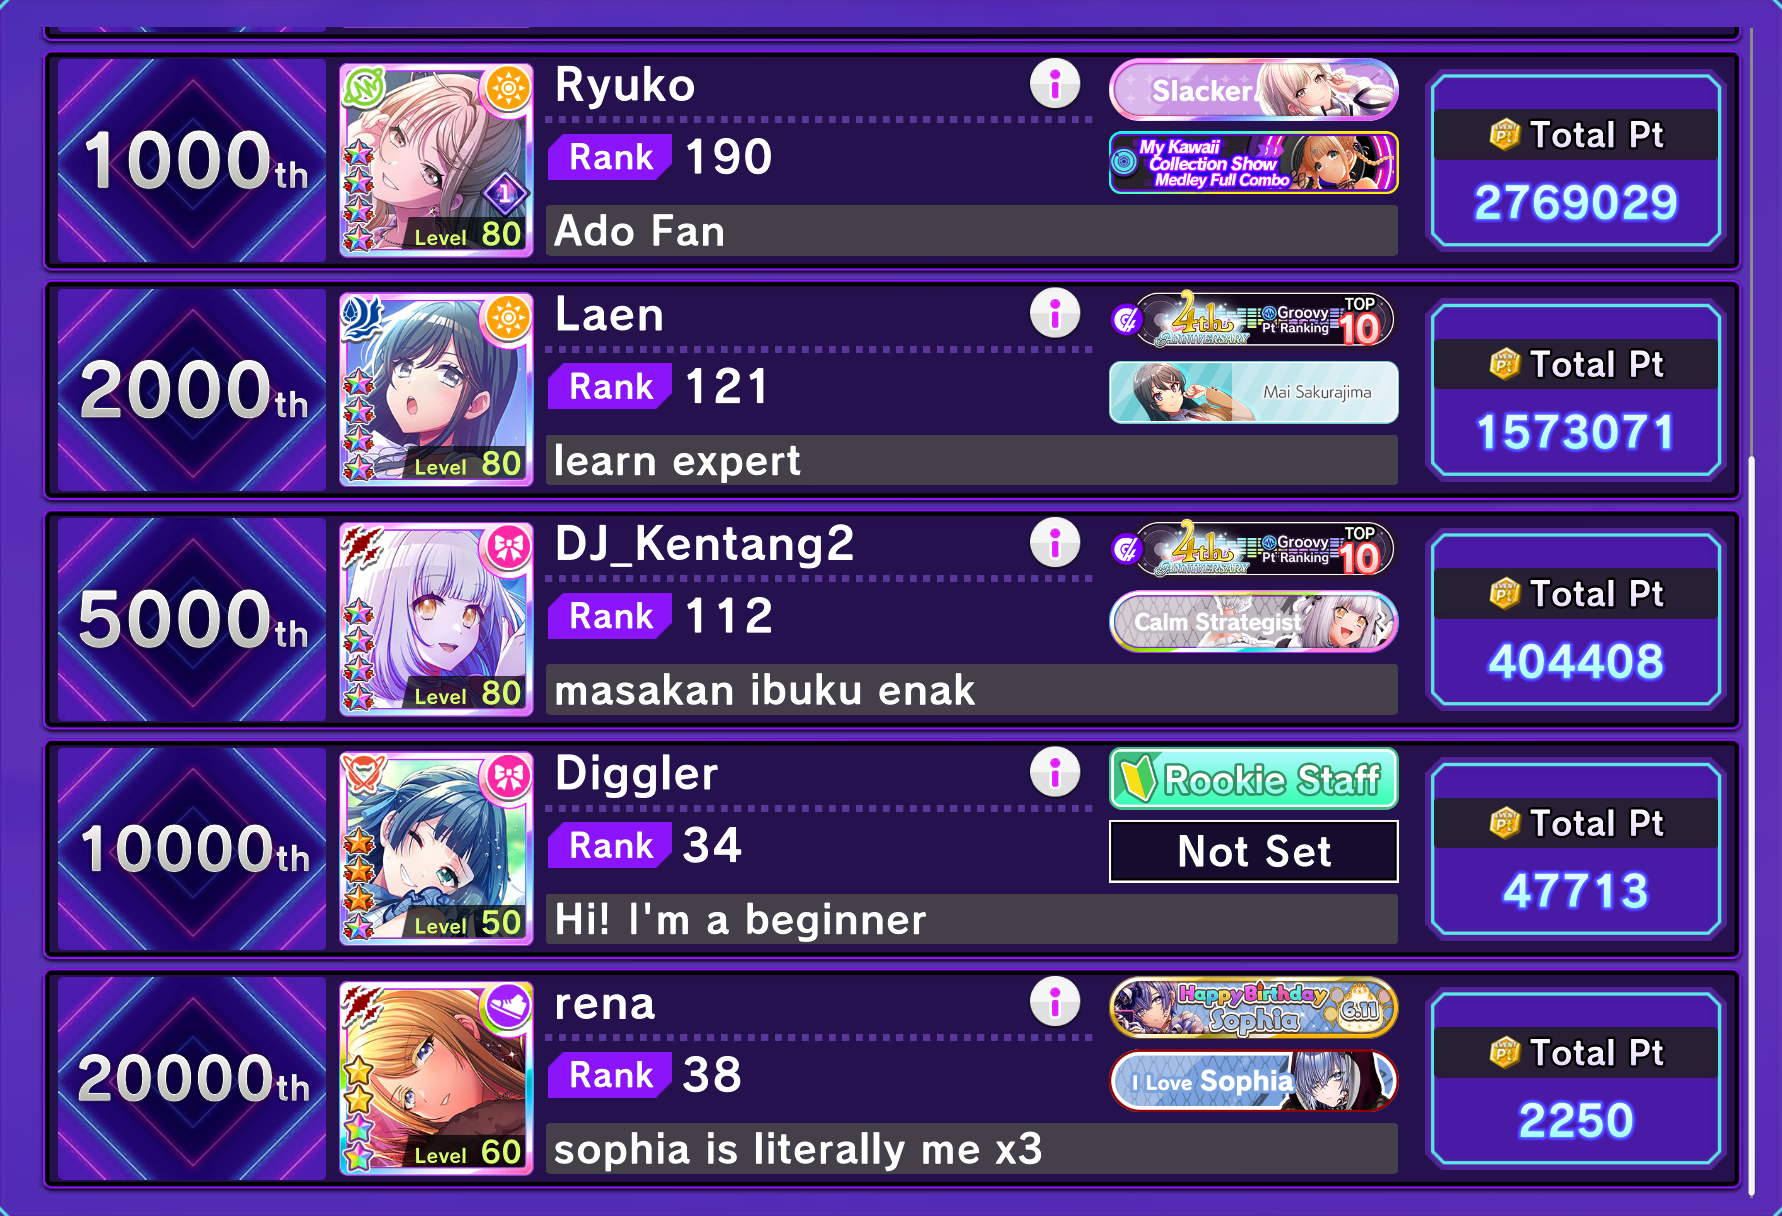 1000th
Ryuko
Rank 190
Ado Fan
Level 80
1
Slacker
My Kawaii
Collection Show
Medley Full Combo
Total Pt
2769029
2000th
Laen
Rank 121
learn expert
Level 80
4th
ANNIVERSARY
Groovy
Pt Ranking
TOP
10
Mai Sakurajima
Total Pt
1573071
5000th
DJ_Kentang2
Rank 112
masakan ibuku enak
Level 80
4th
ANNIVERSARY
Groovy
Pt Ranking
TOP
10
Calm Strategist
Total Pt
404408
10000th
Diggler
Rank 34
Hi! I'm a beginner
Level 50
Rookie Staff
Not Set
Total Pt
47713
20000th
rena
Rank 38
sophia is literally me x3
Level 60
Happy Birthday
Sophia
6.11
I Love Sophia
Total Pt
2250